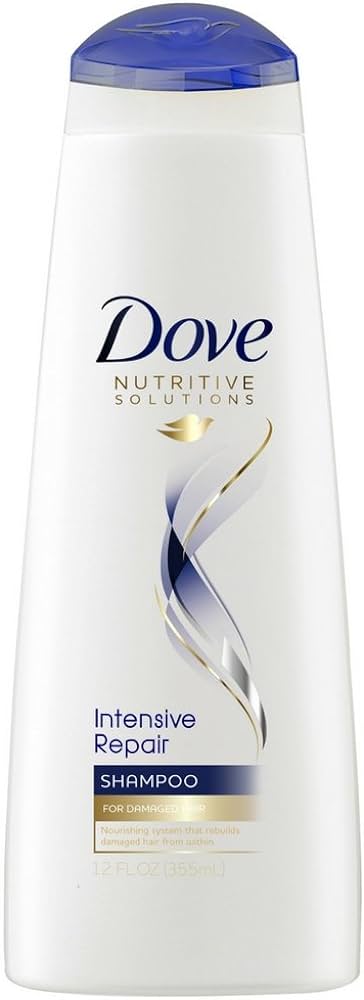 Dove
NUTRITIVE
SOLUTIONS
Intensive
Repair
SHAMPOO
FOR DAMAGED HAIR
Nourishing system that rebuilds
damaged hair from within
12 FL OZ (355mL)